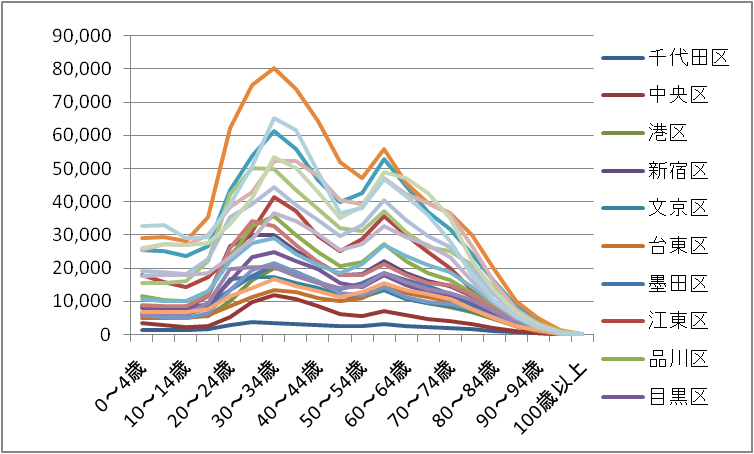 90,000
80,000
70,000
60,000
50,000
40,000
30,000
20,000
10,000
0
0～4歳
10～14歳
20～24歳
30～34歳
40～44歳
50～54歳
60～64歳
70～74歳
80～84歳
90～94歳
100歳以上
千代田区
中央区
港区
新宿区
文京区
台東区
墨田区
江東区
品川区
目黒区